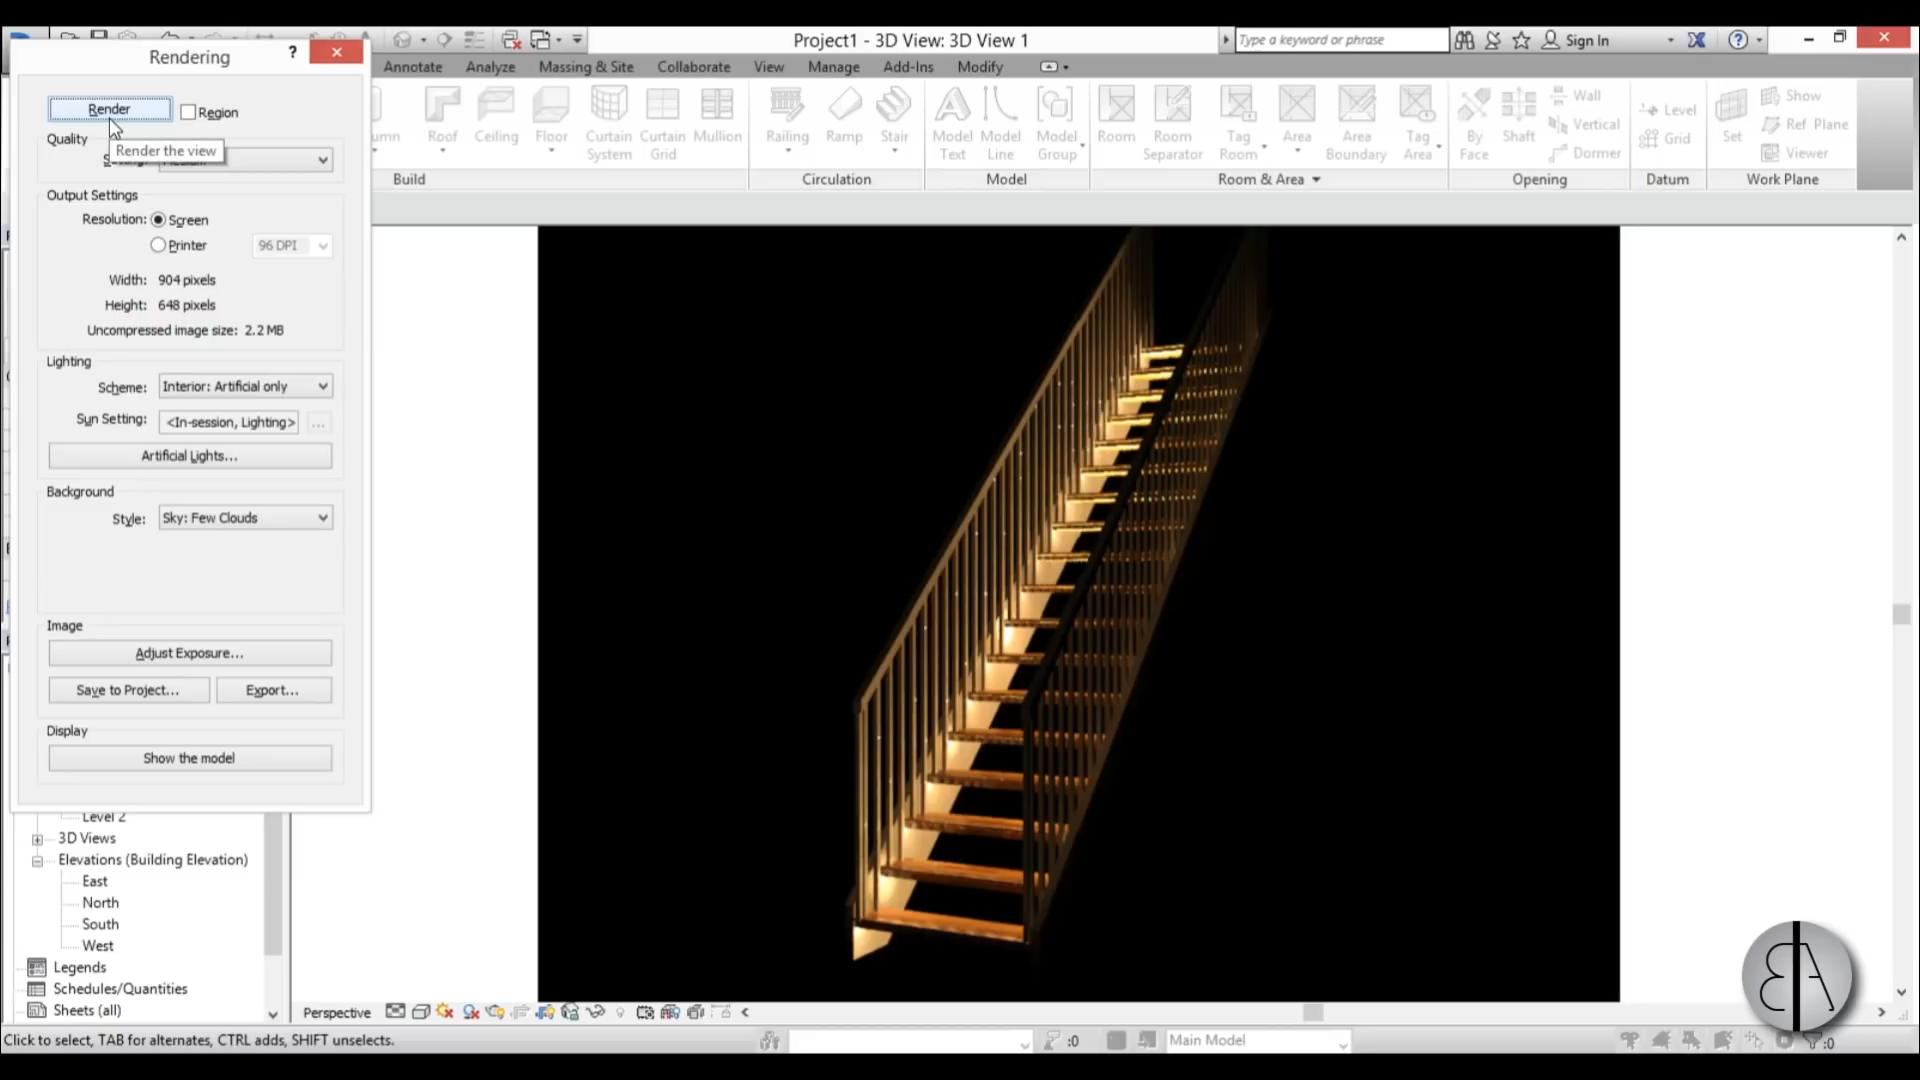 Project1 - 3D View: 3D View 1
Type a keyword or phrase
Sign In
Rendering
?
Annotate
Analyze
Massing & Site
Collaborate
View
Manage
Add-Ins
Modify
Render
Region
Render the view
Quality
Output Settings
Resolution:
Screen
Printer
96 DPI
Width: 904 pixels
Height: 648 pixels
Uncompressed image size: 2.2 MB
Lighting
Scheme: Interior: Artificial only
Sun Setting: <In-session, Lighting>
...
Artificial Lights...
Background
Style: Sky: Few Clouds
Image
Adjust Exposure...
Save to Project...
Export...
Display
Show the model
Roof
Ceiling
Floor
Curtain System
Curtain Grid
Mullion
Build
Railing
Ramp
Stair
Circulation
Model Text
Model Line
Model Group
Model
Room
Room Separator
Tag Room
Area
Area Boundary
Tag Area
Room & Area
By Face
Shaft
Wall
Vertical
Dormer
Opening
Level
Grid
Datum
Set
Show
Ref Plane
Viewer
Work Plane
Level 2
3D Views
Elevations (Building Elevation)
East
North
South
West
Legends
Schedules/Quantities
Sheets (all)
Perspective
Click to select, TAB for alternates, CTRL adds, SHIFT unselects.
:0
Main Model
:0